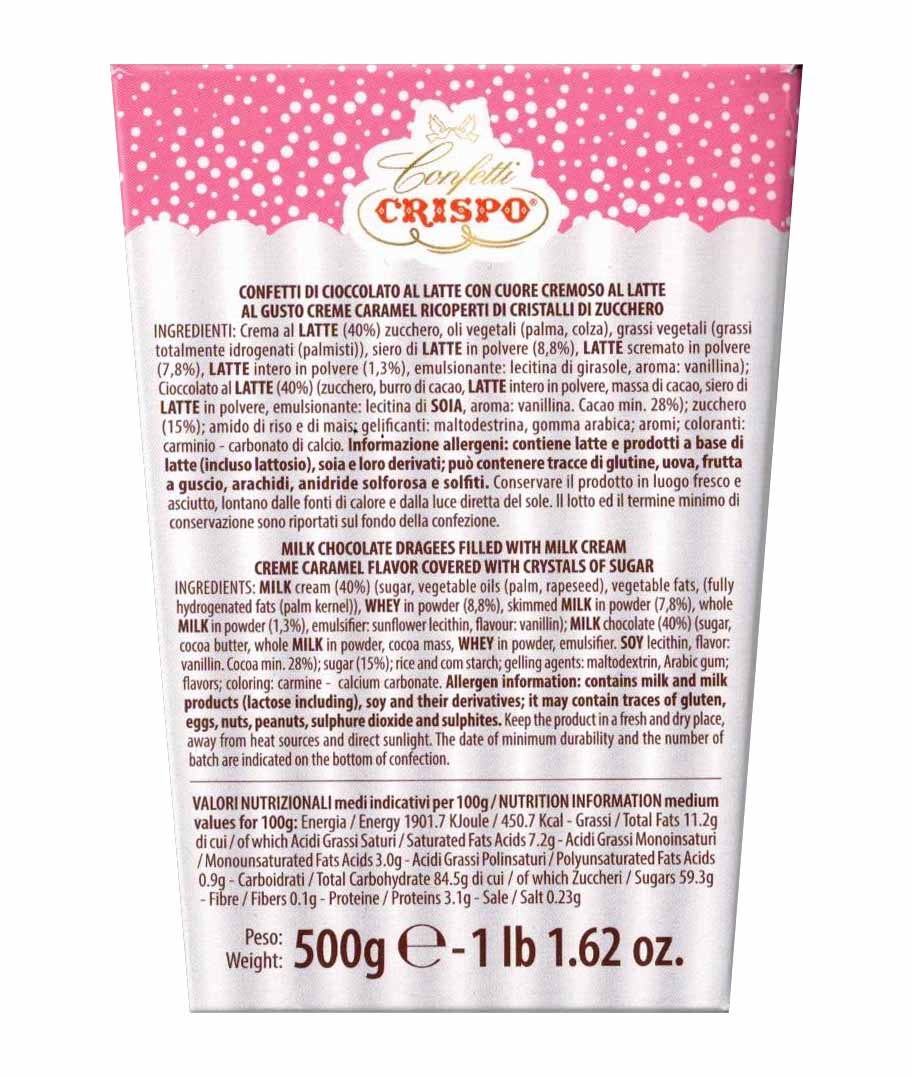 Confetti
CRISPO®
CONFETTI DI CIOCCOLATO AL LATTE CON CUORE CREMOSO AL LATTE
AL GUSTO CREME CARAMEL RICOPERTI DI CRISTALLI DI ZUCCHERO
INGREDIENTI: Crema al LATTE (40%) zucchero, oli vegetali (palma, colza), grassi vegetali (grassi
totalmente idrogenati (palmisti)), siero di LATTE in polvere (8,8%), LATTE scremato in polvere
(7,8%), LATTE intero in polvere (1,3%), emulsionante: lecitina di girasole, aroma: vanillina);
Cioccolato al LATTE (40%) (zucchero, burro di cacao, LATTE intero in polvere, massa di cacao, siero di
LATTE in polvere, emulsionante: lecitina di SOIA, aroma: vanillina. Cacao min. 28%); zucchero
(15%); amido di riso e di mais; gelificanti: maltodestrina, gomma arabica; aromi; coloranti:
carminio - carbonato di calcio. Informazione allergeni: contiene latte e prodotti a base di
latte (incluso lattosio), soia e loro derivati; può contenere tracce di glutine, uova, frutta
a guscio, arachidi, anidride solforosa e solfiti. Conservare il prodotto in luogo fresco e
asciutto, lontano dalle fonti di calore e dalla luce diretta del sole. Il lotto ed il termine minimo di
conservazione sono riportati sul fondo della confezione.
MILK CHOCOLATE DRAGEES FILLED WITH MILK CREAM
CREME CARAMEL FLAVOR COVERED WITH CRYSTALS OF SUGAR
INGREDIENTS: MILK cream (40%) (sugar, vegetable oils (palm, rapeseed), vegetable fats, (fully
hydrogenated fats (palm kernel)), WHEY in powder (8,8%), skimmed MILK in powder (7,8%), whole
MILK in powder (1,3%), emulsifier: sunflower lecithin, flavour: vanillin); MILK chocolate (40%) (sugar,
cocoa butter, whole MILK in powder, cocoa mass, WHEY in powder, emulsifier. SOY lecithin, flavor:
vanillin. Cocoa min. 28%); sugar (15%); rice and corn starch; gelling agents: maltodextrin, Arabic gum;
flavors; coloring: carmine - calcium carbonate. Allergen information: contains milk and milk
products (lactose including), soy and their derivatives; it may contain traces of gluten,
eggs, nuts, peanuts, sulphure dioxide and sulphites. Keep the product in a fresh and dry place,
away from heat sources and direct sunlight. The date of minimum durability and the number of
batch are indicated on the bottom of confection.
VALORI NUTRIZIONALI medi indicativi per 100g / NUTRITION INFORMATION medium
values for 100g: Energia / Energy 1901.7 KJoule / 450.7 Kcal - Grassi / Total Fats 11.2g
di cui / of which Acidi Grassi Saturi / Saturated Fats Acids 7.2g - Acidi Grassi Monoinsaturi
/ Monounsaturated Fats Acids 3.0g - Acidi Grassi Polinsaturi / Polyunsaturated Fats Acids
0.9g - Carboidrati / Total Carbohydrate 84.5g di cui / of which Zuccheri / Sugars 59.3g
- Fibre / Fibers 0.1g - Proteine / Proteins 3.1g - Sale / Salt 0.23g
Peso:
Weight: 500g ℮ - 1 lb 1.62 oz.